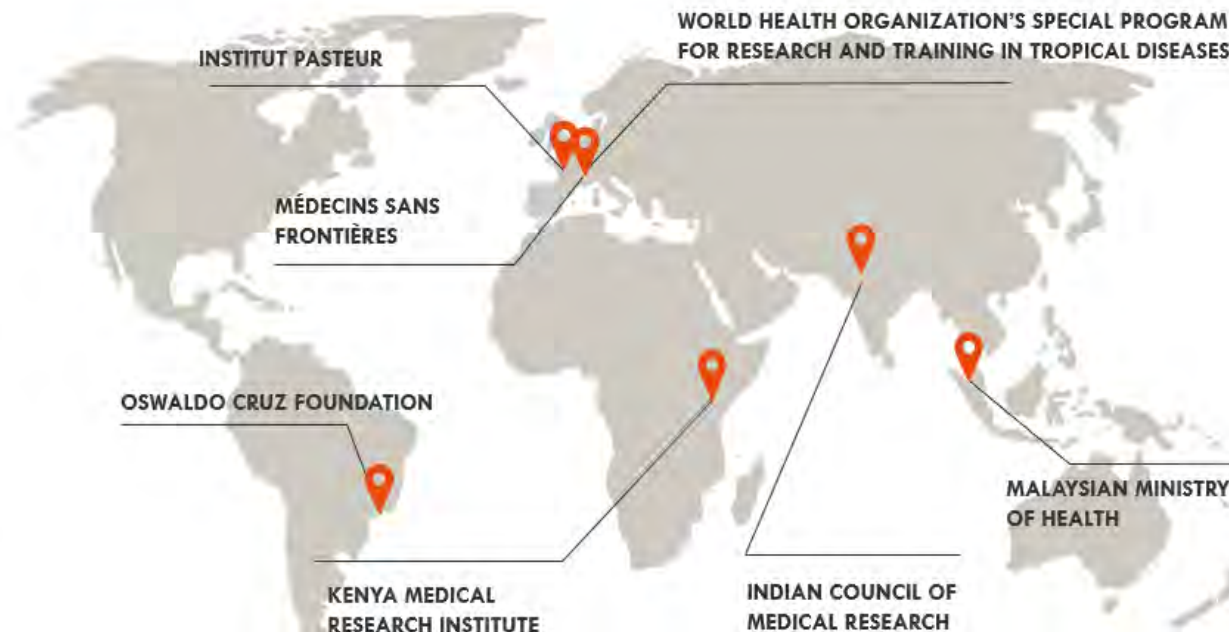 WORLD HEALTH ORGANIZATION'S SPECIAL PROGRAM
FOR RESEARCH AND TRAINING IN TROPICAL DISEASES
INSTITUT PASTEUR
MÉDECINS SANS
FRONTIÈRES
OSWALDO CRUZ FOUNDATION
MALAYSIAN MINISTRY
OF HEALTH
KENYA MEDICAL
RESEARCH INSTITUTE
INDIAN COUNCIL OF
MEDICAL RESEARCH